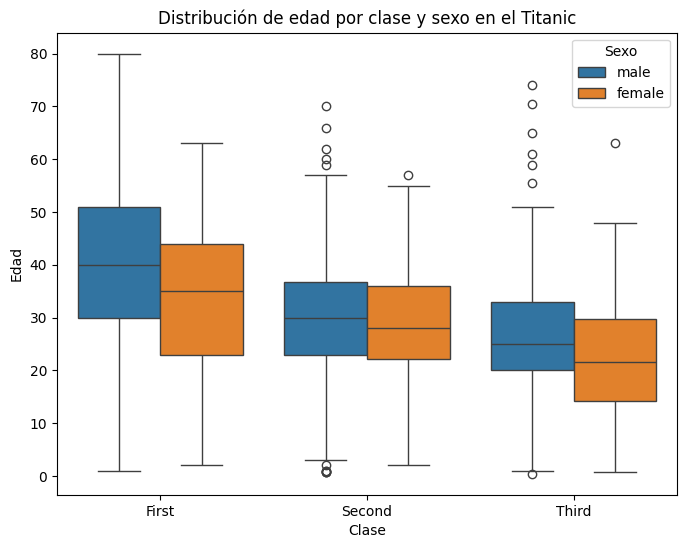 Distribución de edad por clase y sexo en el Titanic
Sexo
male
female
Edad
80
70
60
50
40
30
20
10
0
First
Second
Third
Clase